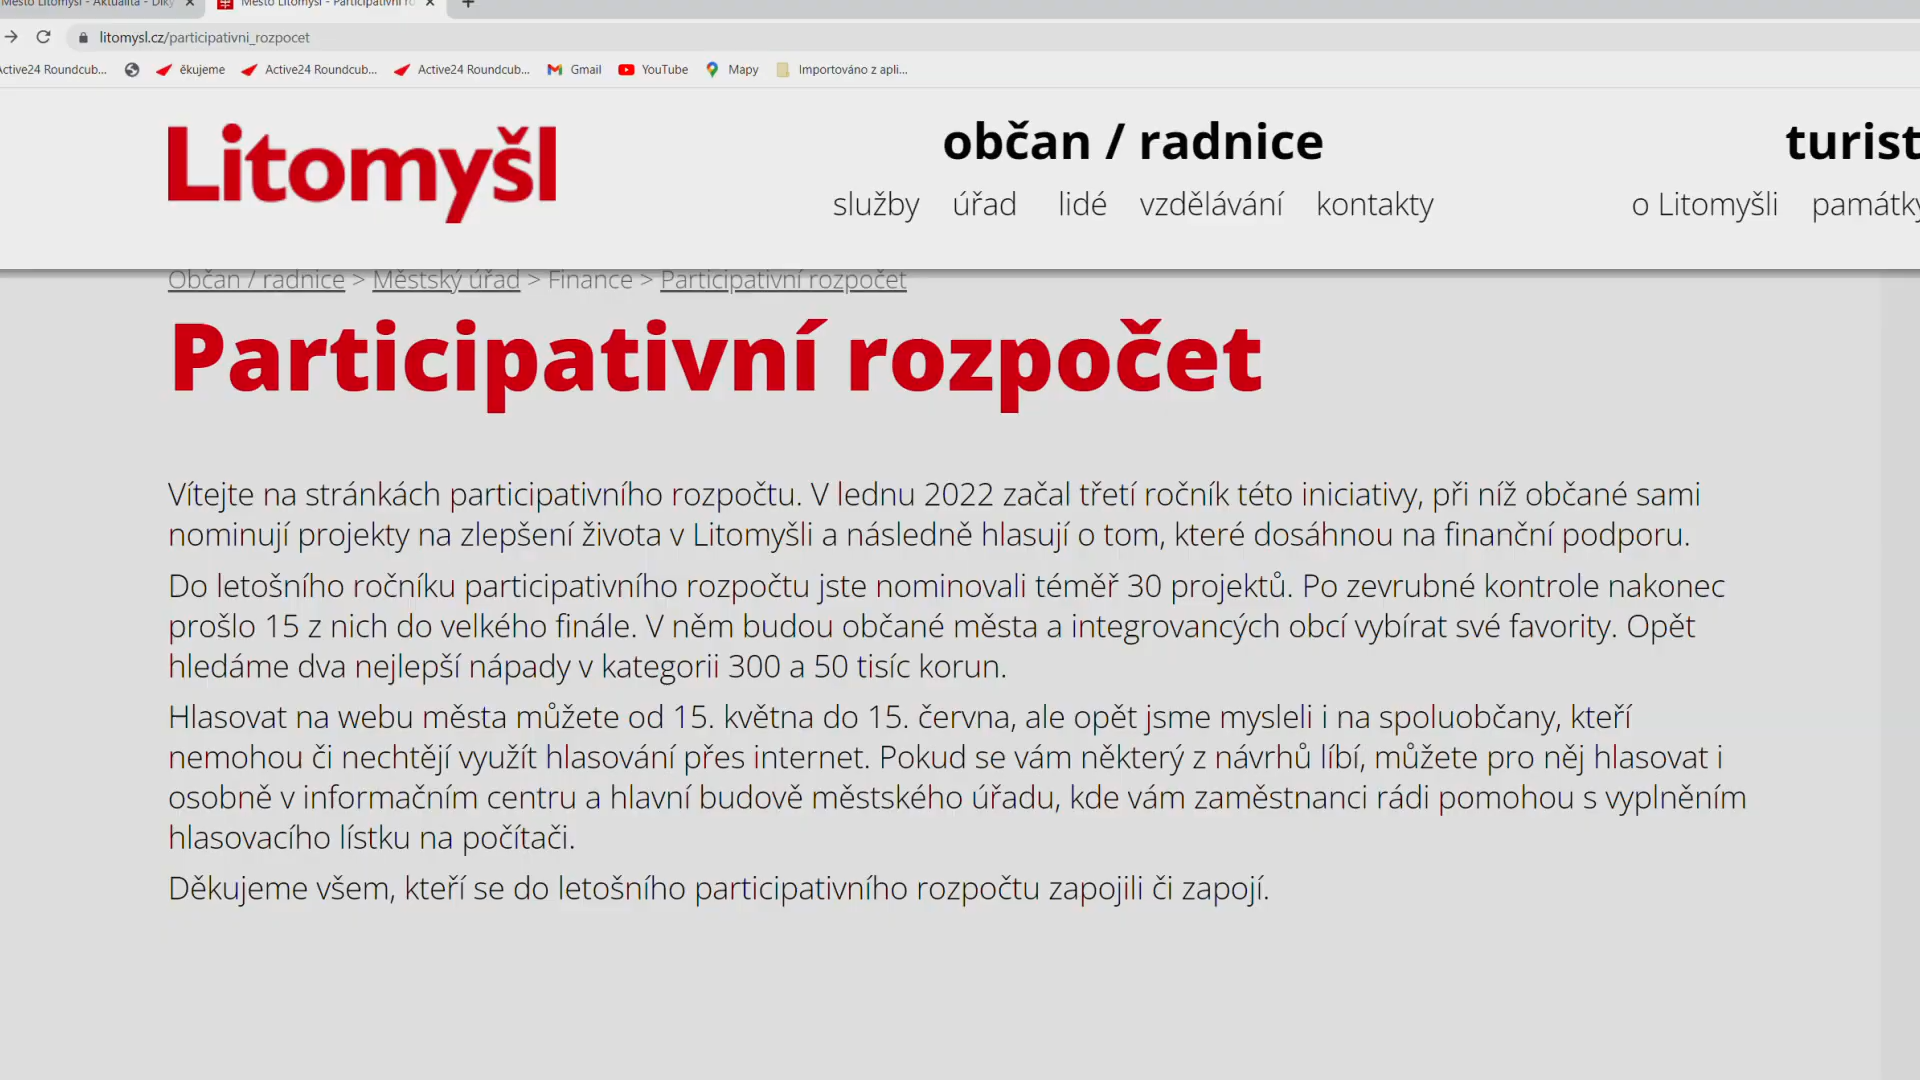 Město Litomyšl - Aktualita - Díky
Město Litomyšl - Participativní ro
litomysl.cz/participativni_rozpocet
Active24 Roundcub... ěkujeme Active24 Roundcub... Active24 Roundcub... Gmail YouTube Mapy Importováno z apli...
Litomyšl
občan / radnice
turist
služby úřad lidé vzdělávání kontakty
o Litomyšli památky
Občan / radnice > Městský úřad > Finance > Participativní rozpočet
Participativní rozpočet
Vítejte na stránkách participativního rozpočtu. V lednu 2022 začal třetí ročník této iniciativy, při níž občané sami
nominují projekty na zlepšení života v Litomyšli a následně hlasují o tom, které dosáhnou na finanční podporu.
Do letošního ročníku participativního rozpočtu jste nominovali téměř 30 projektů. Po zevrubné kontrole nakonec
prošlo 15 z nich do velkého finále. V něm budou občané města a integrovancých obcí vybírat své favority. Opět
hledáme dva nejlepší nápady v kategorii 300 a 50 tisíc korun.
Hlasovat na webu města můžete od 15. května do 15. června, ale opět jsme mysleli i na spoluobčany, kteří
nemohou či nechtějí využít hlasování přes internet. Pokud se vám některý z návrhů líbí, můžete pro něj hlasovat i
osobně v informačním centru a hlavní budově městského úřadu, kde vám zaměstnanci rádi pomohou s vyplněním
hlasovacího lístku na počítači.
Děkujeme všem, kteří se do letošního participativního rozpočtu zapojili či zapojí.